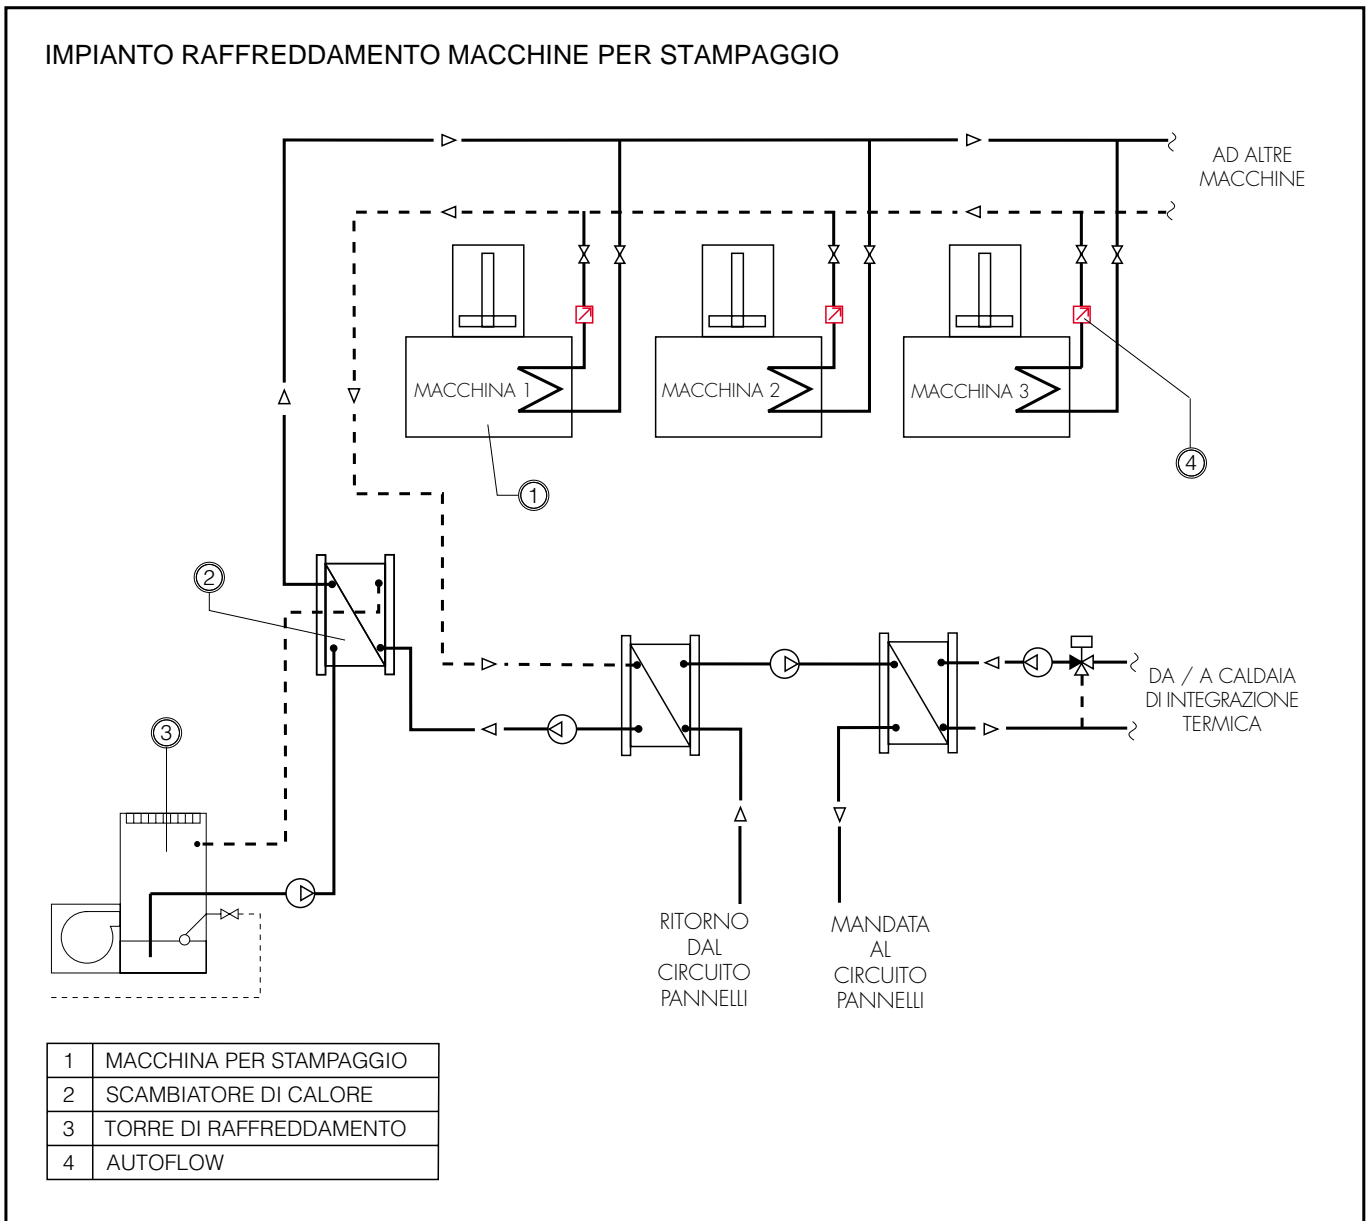 IMPIANTO RAFFREDDAMENTO MACCHINE PER STAMPAGGIO
AD ALTRE
MACCHINE
MACCHINA 1
MACCHINA 2
MACCHINA 3
4
1
2
DA / A CALDAIA
DI INTEGRAZIONE
TERMICA
3
RITORNO
DAL
CIRCUITO
PANNELLI
MANDATA
AL
CIRCUITO
PANNELLI
1 MACCHINA PER STAMPAGGIO
2 SCAMBIATORE DI CALORE
3 TORRE DI RAFFREDDAMENTO
4 AUTOFLOW